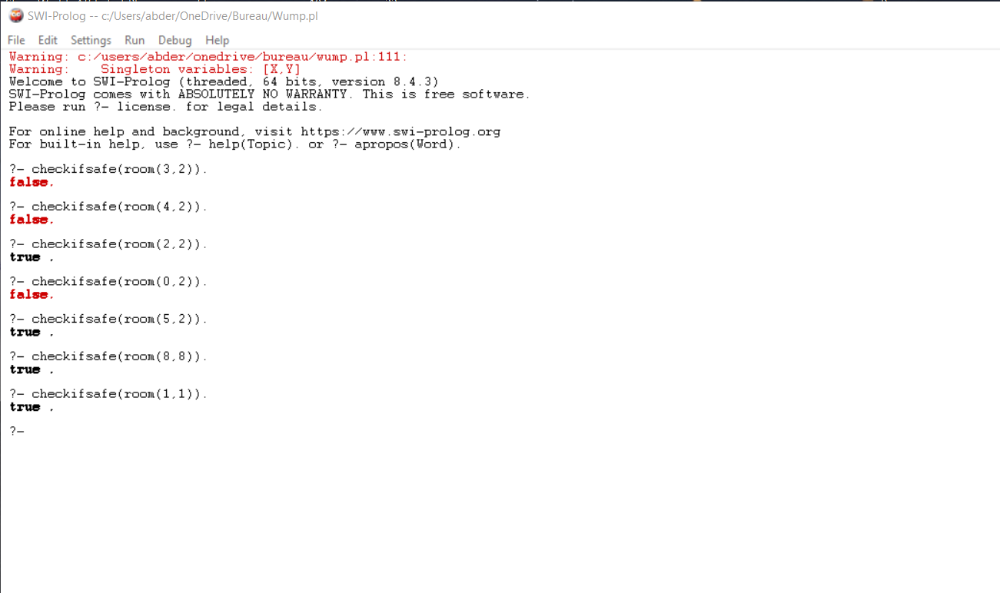 SWI-Prolog -- c:/Users/abder/OneDrive/Bureau/Wump.pl
File Edit Settings Run Debug Help
Warning: c:/users/abder/onedrive/bureau/wump.pl:111:
Warning:    Singleton variables: [X,Y]
Welcome to SWI-Prolog (threaded, 64 bits, version 8.4.3)
SWI-Prolog comes with ABSOLUTELY NO WARRANTY. This is free software.
Please run ?- license. for legal details.
For online help and background, visit https://www.swi-prolog.org
For built-in help, use ?- help(Topic). or ?- apropos(Word).
?- checkifsafe(room(3,2)).
false.
?- checkifsafe(room(4,2)).
false.
?- checkifsafe(room(2,2)).
true .
?- checkifsafe(room(0,2)).
false.
?- checkifsafe(room(5,2)).
true .
?- checkifsafe(room(8,8)).
true .
?- checkifsafe(room(1,1)).
true .
?-